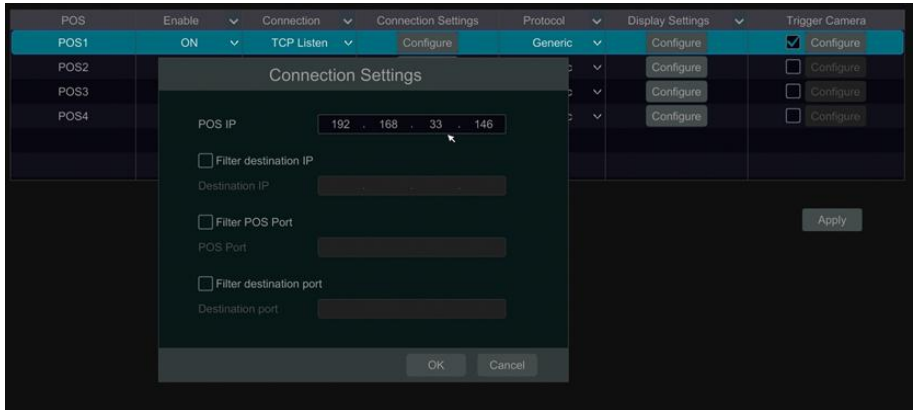 POS Enable Connection Connection Settings Protocol Display Settings Trigger Camera
POS1 ON TCP Listen Configure Generic Configure Configure
POS2 Configure Configure
POS3 Configure Configure
POS4 Configure Configure
Connection Settings
POS IP 192 . 168 . 33 . 146
Filter destination IP
Destination IP
Filter POS Port
POS Port
Filter destination port
Destination port
OK Cancel
Apply